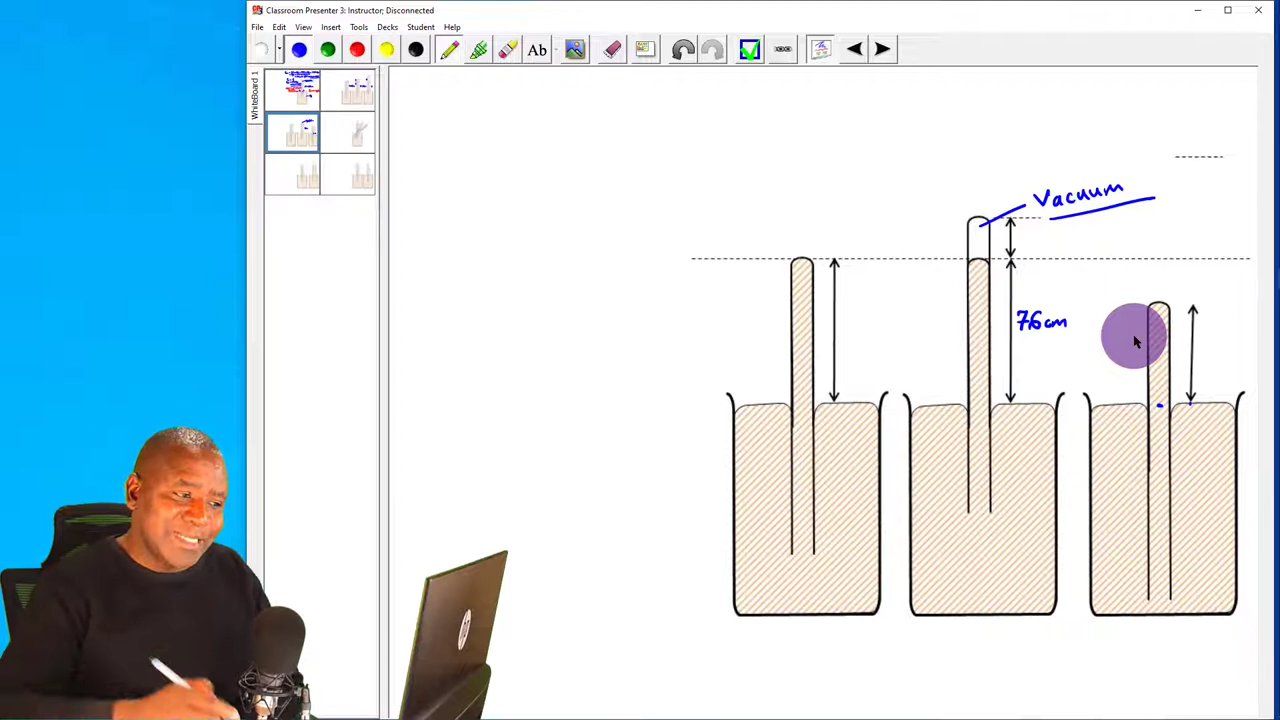 Classroom Presenter 3: Instructor; Disconnected
File Edit View Insert Tools Decks Student Help
Ab
WhiteBoard 1
Vacuum
76cm